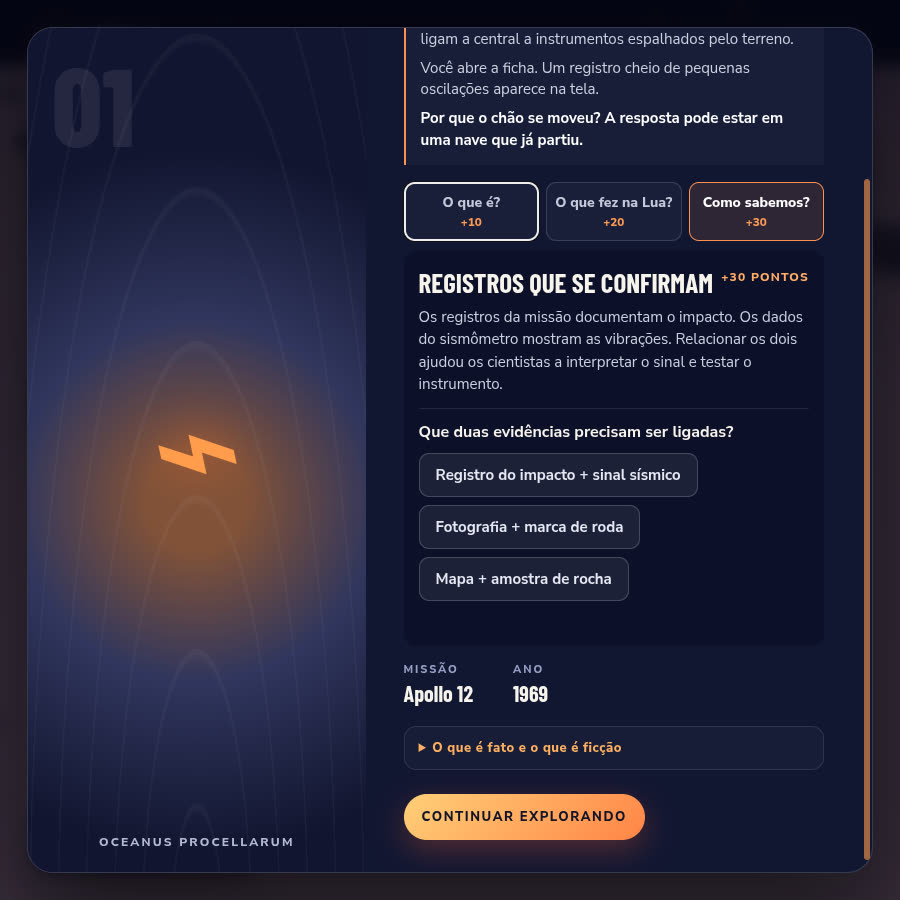 01
ligam a central a instrumentos espalhados pelo terreno.
Você abre a ficha. Um registro cheio de pequenas
oscilações aparece na tela.
Por que o chão se moveu? A resposta pode estar em
uma nave que já partiu.
O que é?
+10
O que fez na Lua?
+20
Como sabemos?
+30
REGISTROS QUE SE CONFIRMAM
+30 PONTOS
Os registros da missão documentam o impacto. Os dados
do sismômetro mostram as vibrações. Relacionar os dois
ajudou os cientistas a interpretar o sinal e testar o
instrumento.
Que duas evidências precisam ser ligadas?
Registro do impacto + sinal sísmico
Fotografia + marca de roda
Mapa + amostra de rocha
MISSÃO
Apollo 12
ANO
1969
O que é fato e o que é ficção
CONTINUAR EXPLORANDO
OCEANUS PROCELLARUM